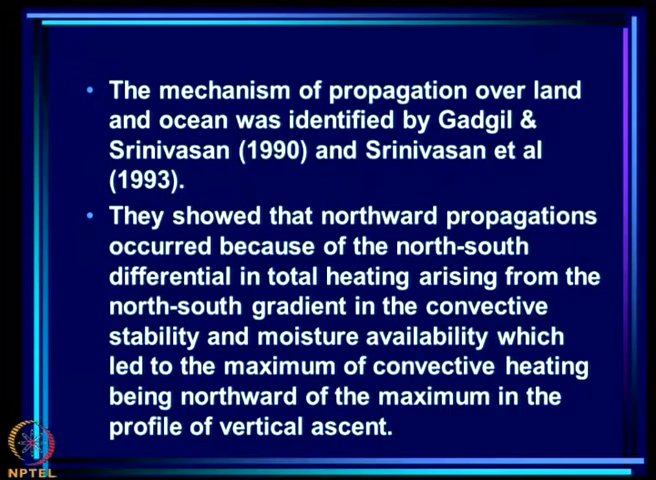 The mechanism of propagation over land
and ocean was identified by Gadgil &
Srinivasan (1990) and Srinivasan et al
(1993).
They showed that northward propagations
occurred because of the north-south
differential in total heating arising from the
north-south gradient in the convective
stability and moisture availability which
led to the maximum of convective heating
being northward of the maximum in the
profile of vertical ascent.
NPTEL